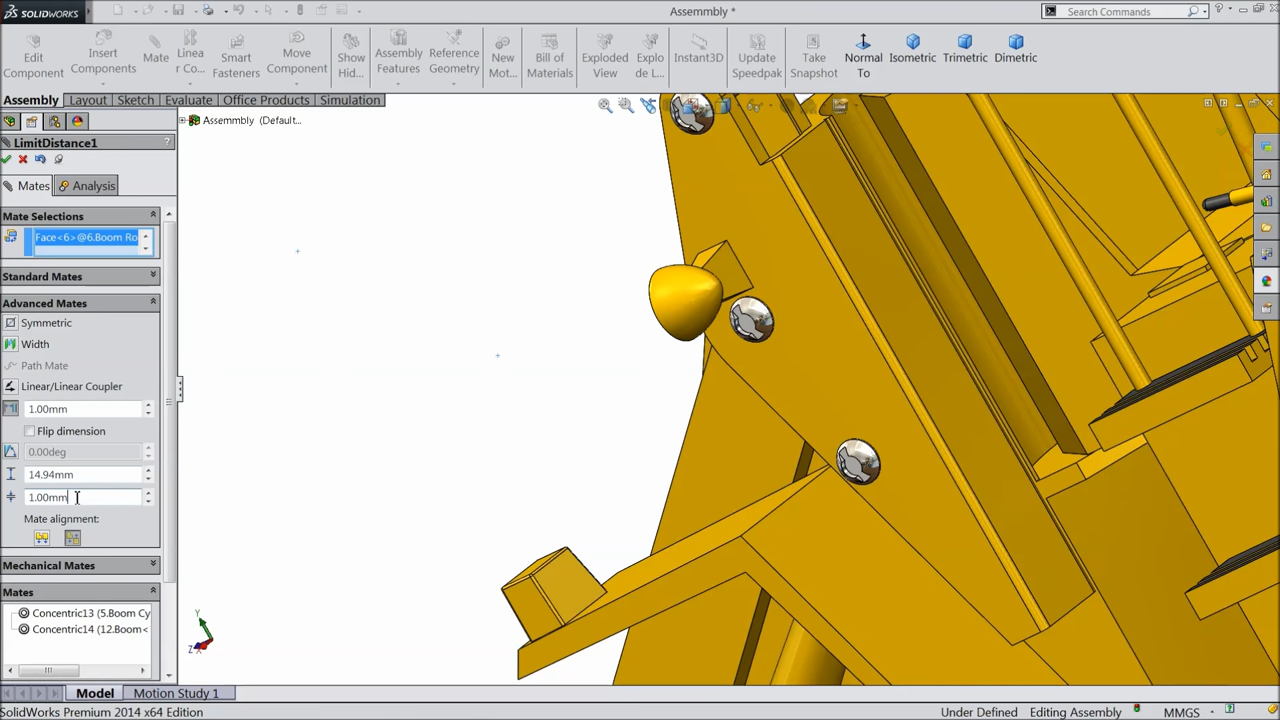 SOLIDWORKS
Assemmbly *
Search Commands
Edit
Component
Insert
Components
Mate
Linea
r Co...
Smart
Fasteners
Move
Component
Show
Hid...
Assembly
Features
Reference
Geometry
New
Mot...
Bill of
Materials
Exploded
View
Explo
de L...
Instant3D
Update
Speedpak
Take
Snapshot
Normal
To
Isometric
Trimetric
Dimetric
Assembly
Layout
Sketch
Evaluate
Office Products
Simulation
Assemmbly (Default...
LimitDistance1
Mates
Analysis
Mate Selections
Face<6>@6.Boom Ro
Standard Mates
Advanced Mates
Symmetric
Width
Path Mate
Linear/Linear Coupler
1.00mm
Flip dimension
0.00deg
14.94mm
1.00mm
Mate alignment:
Mechanical Mates
Mates
Concentric13 (5.Boom Cy
Concentric14 (12.Boom<
Y
Z
X
Model
Motion Study 1
SolidWorks Premium 2014 x64 Edition
Under Defined
Editing Assembly
MMGS